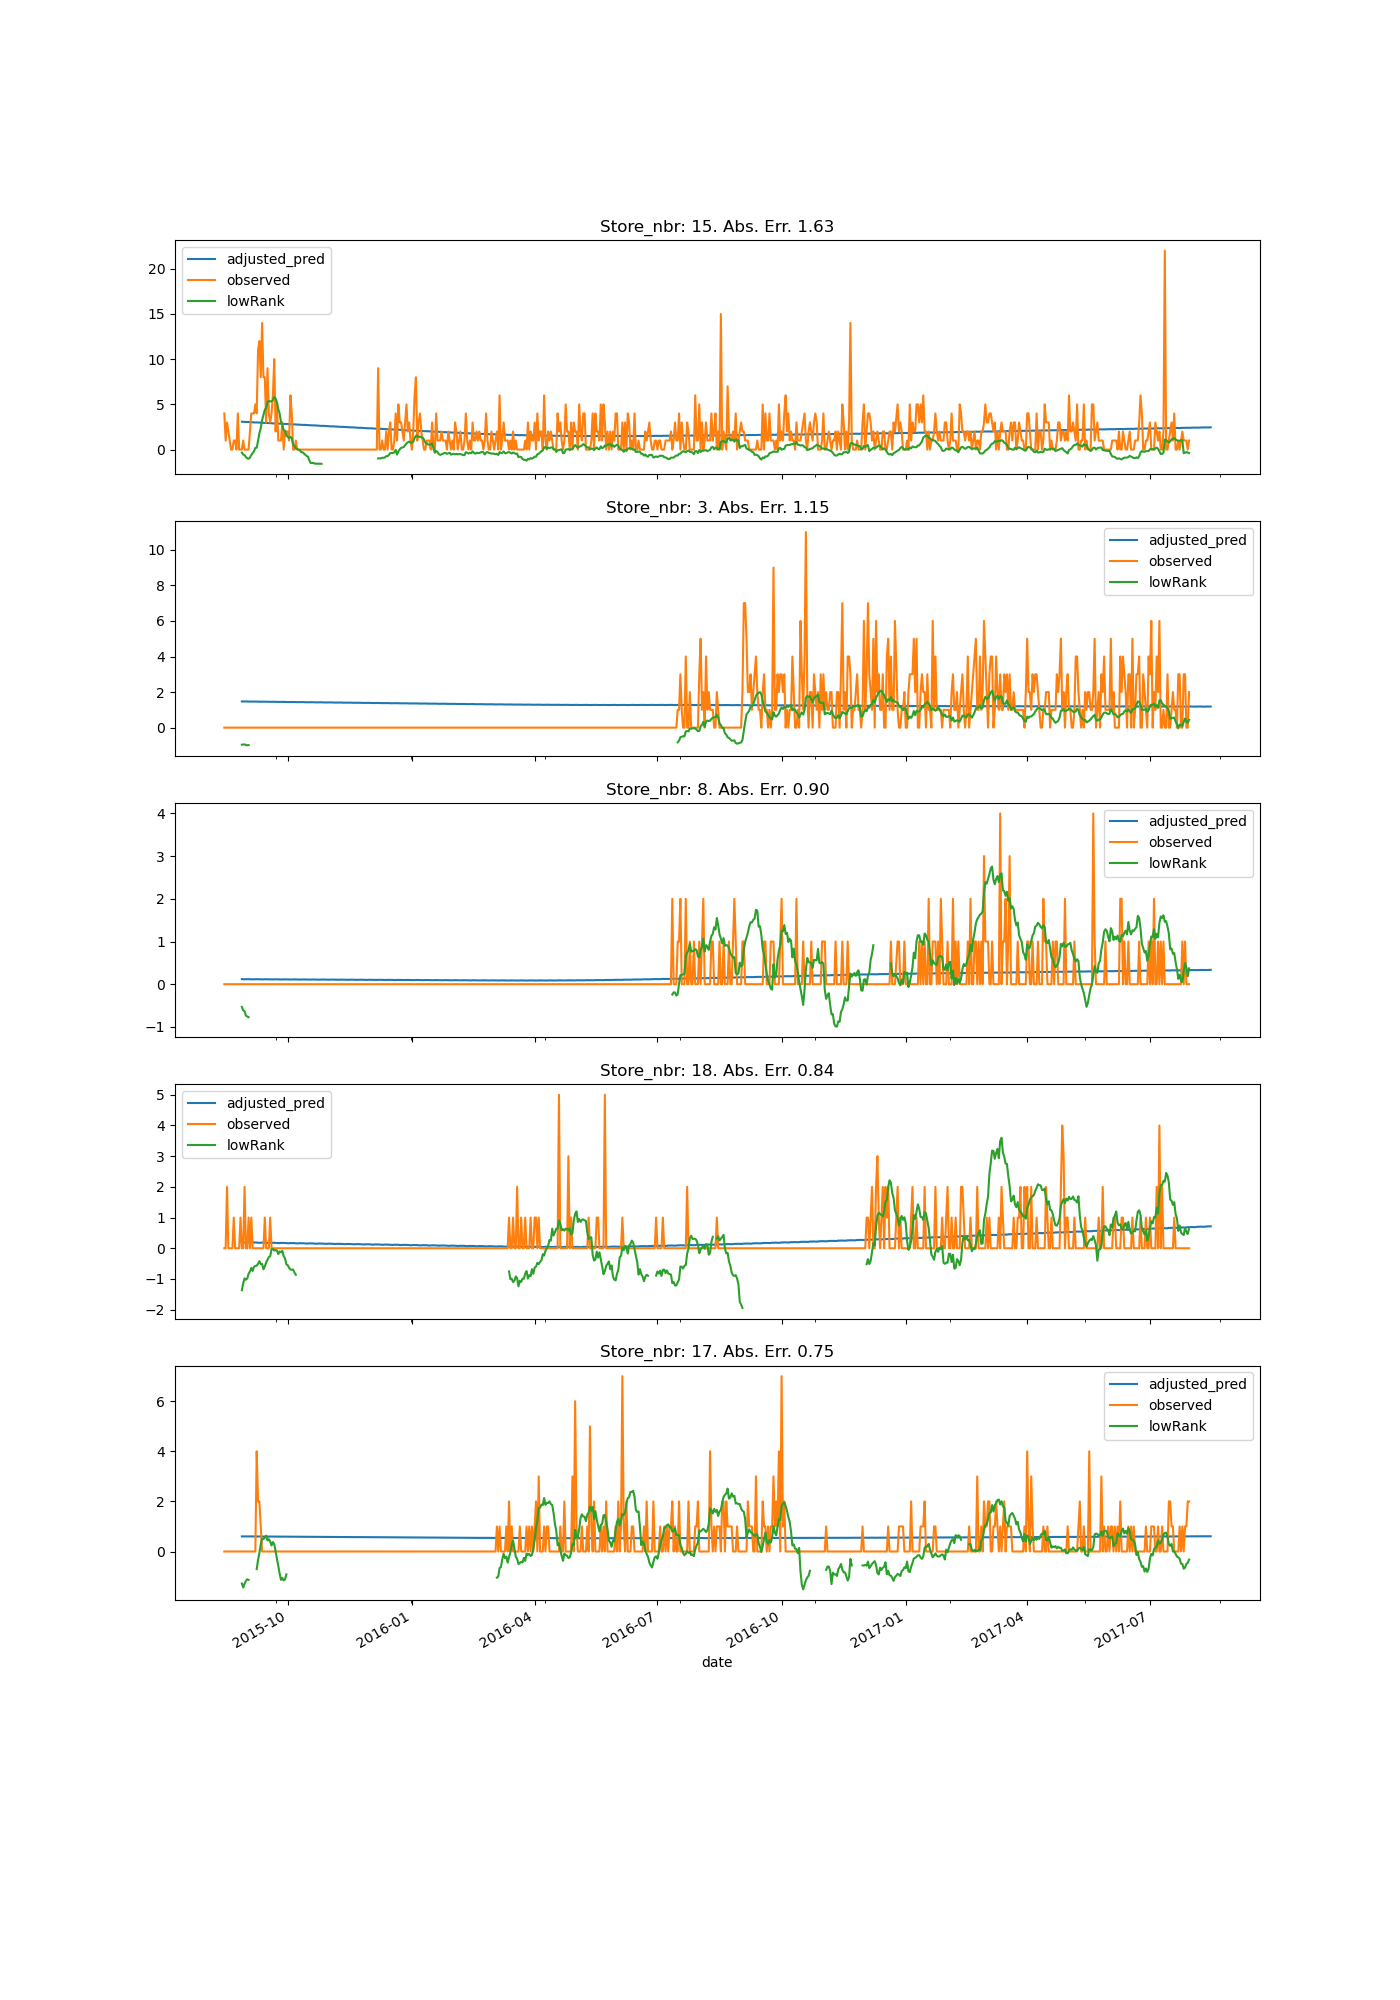 Store_nbr: 15. Abs. Err. 1.63
adjusted_pred
observed
lowRank
20
15
10
5
0
Store_nbr: 3. Abs. Err. 1.15
adjusted_pred
observed
lowRank
10
8
6
4
2
0
Store_nbr: 8. Abs. Err. 0.90
adjusted_pred
observed
lowRank
4
3
2
1
0
−1
Store_nbr: 18. Abs. Err. 0.84
adjusted_pred
observed
lowRank
5
4
3
2
1
0
−1
−2
Store_nbr: 17. Abs. Err. 0.75
adjusted_pred
observed
lowRank
6
4
2
0
2015-10 2016-01 2016-04 2016-07 2016-10 2017-01 2017-04 2017-07
date